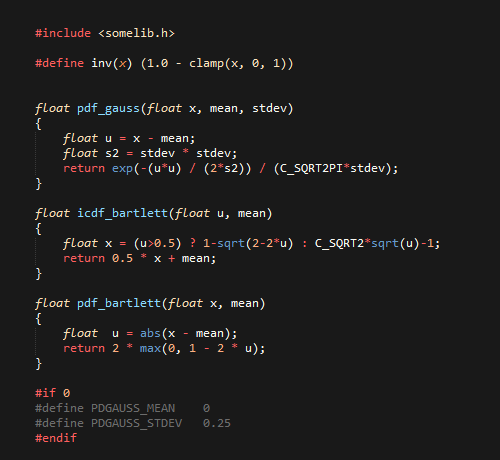 #include <somelib.h>
#define inv(x) (1.0 - clamp(x, 0, 1))
float pdf_gauss(float x, mean, stdev)
{
float u = x - mean;
float s2 = stdev * stdev;
return exp(-(u*u) / (2*s2)) / (C_SQRT2PI*stdev);
}
float icdf_bartlett(float u, mean)
{
float x = (u>0.5) ? 1-sqrt(2-2*u) : C_SQRT2*sqrt(u)-1;
return 0.5 * x + mean;
}
float pdf_bartlett(float x, mean)
{
float  u = abs(x - mean);
return 2 * max(0, 1 - 2 * u);
}
#if 0
#define PDGAUSS_MEAN    0
#define PDGAUSS_STDEV   0.25
#endif